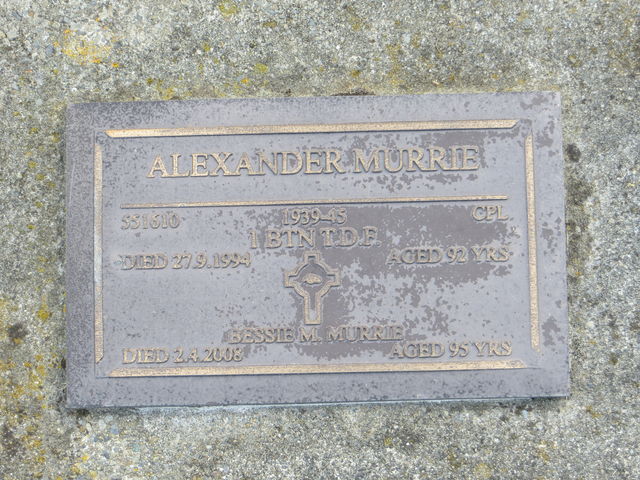 ALEXANDER MURRIE
551610 1939-45 CPL
1 BTN T.D.F.
DIED 27.9.1994 AGED 92 YRS
BESSIE M. MURRIE
DIED 2.4.2008 AGED 95 YRS